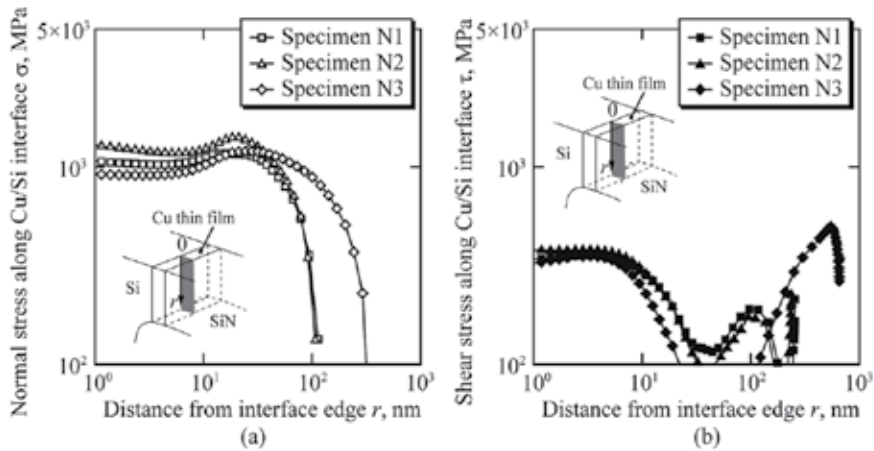 5×10³
Specimen N1
Specimen N2
Specimen N3
10³
10²
Normal stress along Cu/Si interface σ, MPa
Cu thin film
0
Si
r
SiN
10⁰ 10¹ 10² 10³
Distance from interface edge r, nm
(a)
5×10³
Specimen N1
Specimen N2
Specimen N3
Cu thin film
0
Si
r
SiN
10³
10²
Shear stress along Cu/Si interface τ, MPa
10⁰ 10¹ 10² 10³
Distance from interface edge r, nm
(b)